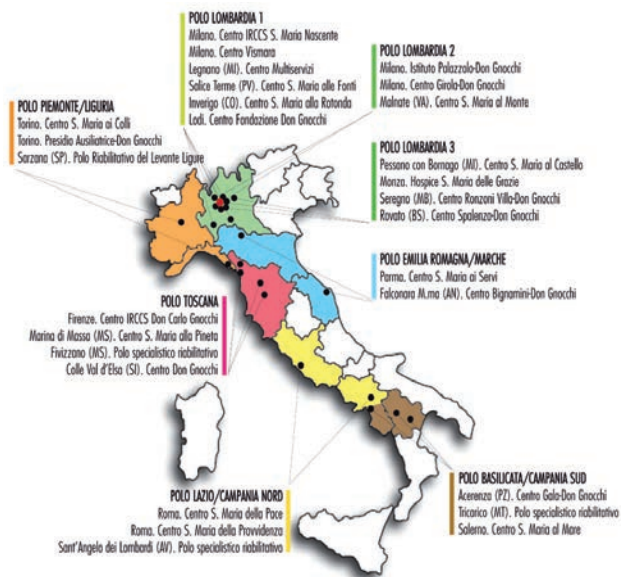 POLO LOMBARDIA 1
Milano. Centro IRCCS S. Maria Nascente
Milano. Centro Vismara
Legnano (MI). Centro Multiservizi
Salice Terme (PV). Centro S. Maria alle Fonti
Inverigo (CO). Centro S. Maria alla Rotonda
Lodi. Centro Fondazione Don Gnocchi
POLO LOMBARDIA 2
Milano. Istituto Palazzolo-Don Gnocchi
Milano. Centro Girola-Don Gnocchi
Malnate (VA). Centro S. Maria al Monte
POLO PIEMONTE/LIGURIA
Torino. Centro S. Maria ai Colli
Torino. Presidio Ausiliatrice-Don Gnocchi
Sarzana (SP). Polo Riabilitativo del Levante Ligure
POLO LOMBARDIA 3
Pessano con Bornago (MI). Centro S. Maria al Castello
Monza. Hospice S. Maria delle Grazie
Seregno (MB). Centro Ronzoni Villa-Don Gnocchi
Rovato (BS). Centro Spalenza-Don Gnocchi
POLO EMILIA ROMAGNA/MARCHE
Parma. Centro S. Maria ai Servi
Falconara M.ma (AN). Centro Bignamini-Don Gnocchi
POLO TOSCANA
Firenze. Centro IRCCS Don Carlo Gnocchi
Marina di Massa (MS). Centro S. Maria alla Pineta
Fivizzano (MS). Polo specialistico riabilitativo
Colle Val d'Elsa (SI). Centro Don Gnocchi
POLO LAZIO/CAMPANIA NORD
Roma. Centro S. Maria della Pace
Roma. Centro S. Maria della Provvidenza
Sant'Angelo dei Lombardi (AV). Polo specialistico riabilitativo
POLO BASILICATA/CAMPANIA SUD
Acerenza (PZ). Centro Gala-Don Gnocchi
Tricarico (MT). Polo specialistico riabilitativo
Salerno. Centro S. Maria al Mare